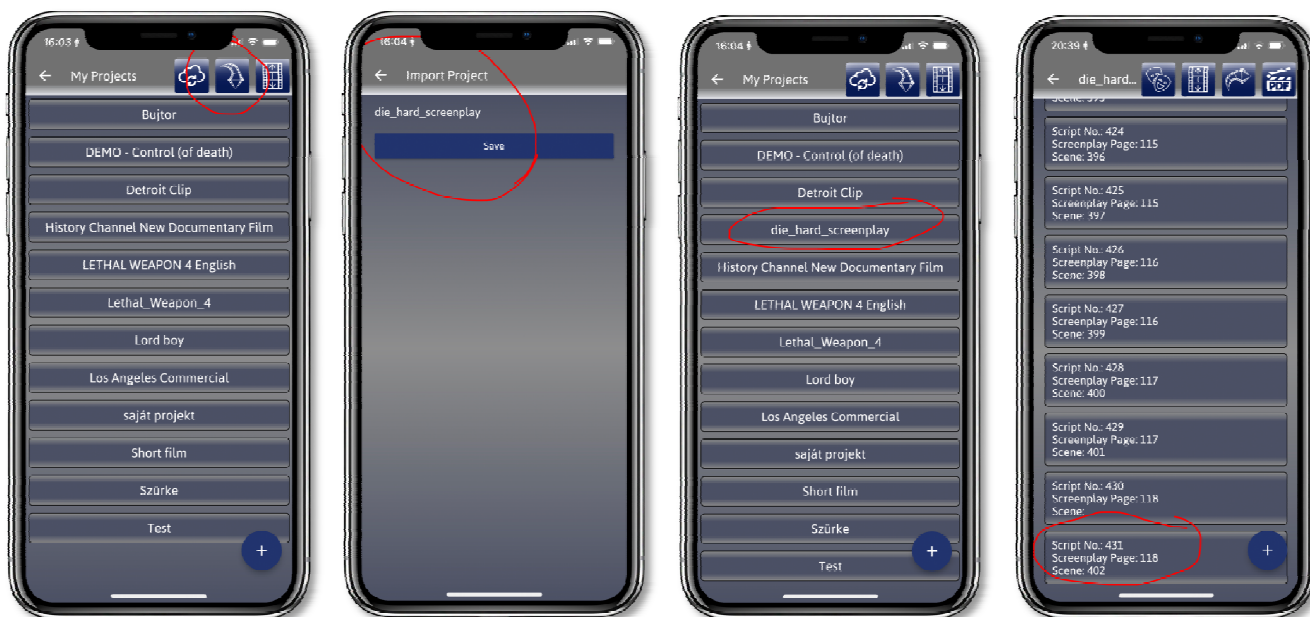 16:03
My Projects
Bujtor
DEMO - Control (of death)
Detroit Clip
History Channel New Documentary Film
LETHAL WEAPON 4 English
Lethal_Weapon_4
Lord boy
Los Angeles Commercial
saját projekt
Short film
Szürke
Test
+
16:04
Import Project
die_hard_screenplay
Save
16:04
My Projects
Bujtor
DEMO - Control (of death)
Detroit Clip
die_hard_screenplay
History Channel New Documentary Film
LETHAL WEAPON 4 English
Lethal_Weapon_4
Lord boy
Los Angeles Commercial
saját projekt
Short film
Szürke
Test
+
20:39
die_hard...
PDF
Scene: 395
Script No.: 424
Screenplay Page: 115
Scene: 396
Script No.: 425
Screenplay Page: 115
Scene: 397
Script No.: 426
Screenplay Page: 116
Scene: 398
Script No.: 427
Screenplay Page: 116
Scene: 399
Script No.: 428
Screenplay Page: 117
Scene: 400
Script No.: 429
Screenplay Page: 117
Scene: 401
Script No.: 430
Screenplay Page: 118
Scene:
Script No.: 431
Screenplay Page: 118
Scene: 402
+